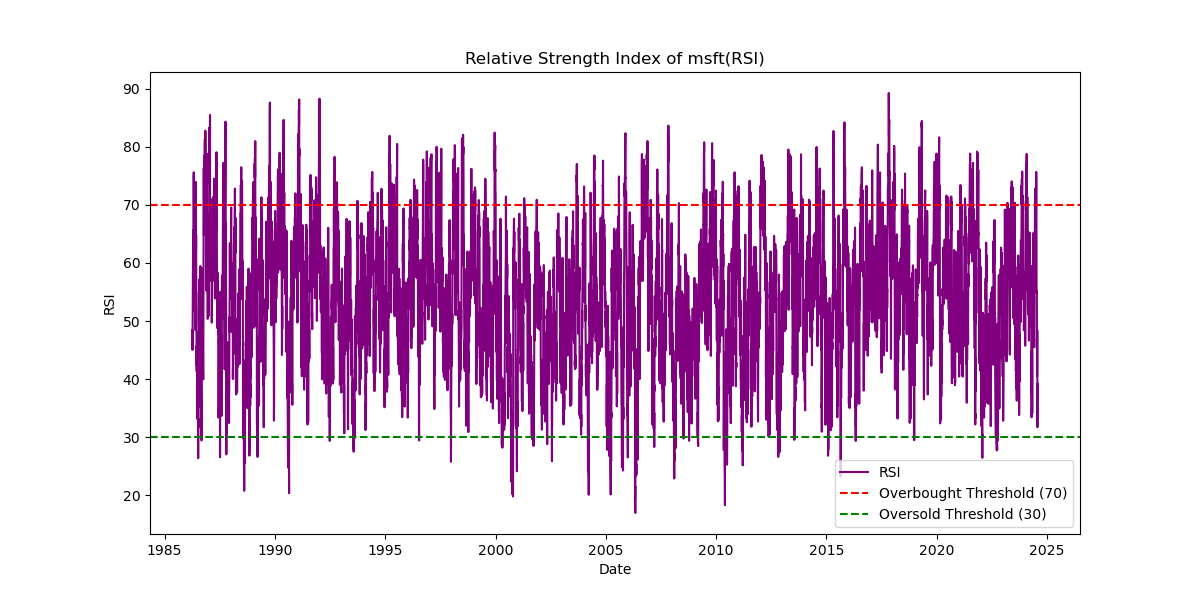 Relative Strength Index of msft(RSI)
90
80
70
60
50
40
30
20
RSI
1985
1990
1995
2000
2005
2010
2015
2020
2025
Date
RSI
Overbought Threshold (70)
Oversold Threshold (30)